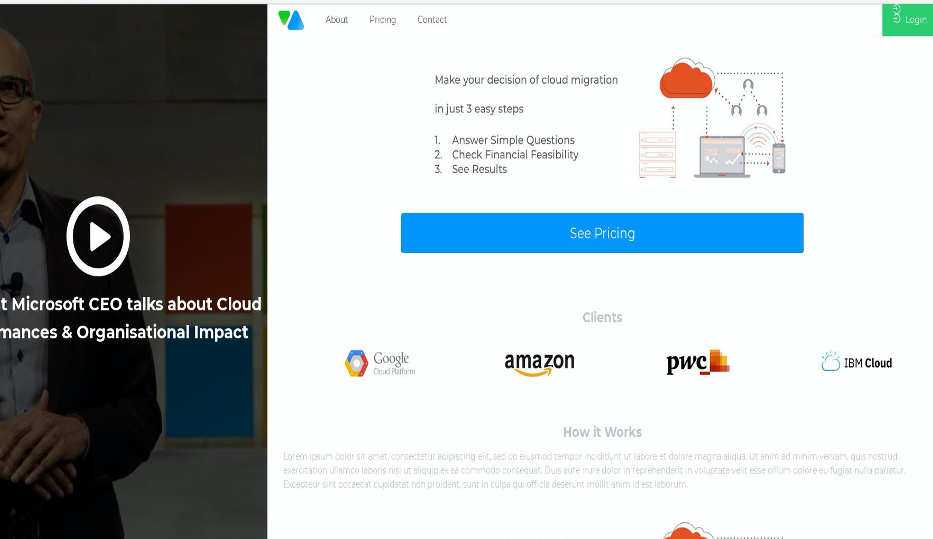 About Pricing Contact Login
Make your decision of cloud migration
in just 3 easy steps
1. Answer Simple Questions
2. Check Financial Feasibility
3. See Results
See Pricing
t Microsoft CEO talks about Cloud
mances & Organisational Impact
Clients
Google
Cloud Platform
amazon
pwc
IBM Cloud
How it Works
Lorem ipsum dolor sit amet, consectetur adipiscing elit, sed do eiusmod tempor incididunt ut labore et dolore magna aliqua. Ut enim ad minim veniam, quis nostrud
exercitation ullamco laboris nisi ut aliquip ex ea commodo consequat. Duis aute irure dolor in reprehenderit in voluptate velit esse cillum dolore eu fugiat nulla pariatur.
Excepteur sint occaecat cupidatat non proident, sunt in culpa qui officia deserunt mollit anim id est laborum.